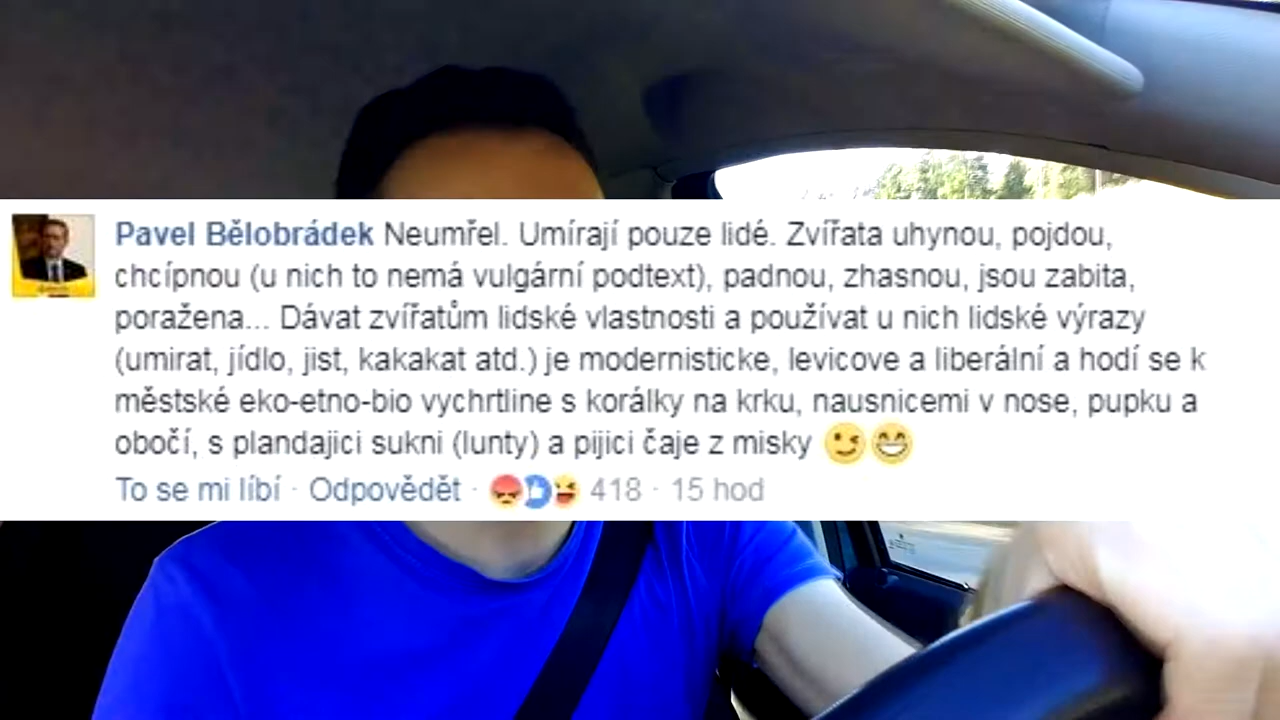 Pavel Bělobrádek Neumřel. Umírají pouze lidé. Zvířata uhynou, pojdou,
chcípnou (u nich to nemá vulgární podtext), padnou, zhasnou, jsou zabita,
poražena... Dávat zvířatům lidské vlastnosti a používat u nich lidské výrazy
(umirat, jídlo, jist, kakakat atd.) je modernisticke, levicove a liberální a hodí se k
městské eko-etno-bio vychrtline s korálky na krku, nausnicemi v nose, pupku a
obočí, s plandajici sukni (lunty) a pijici čaje z misky 😉😁
To se mi líbí · Odpovědět · 418 · 15 hod